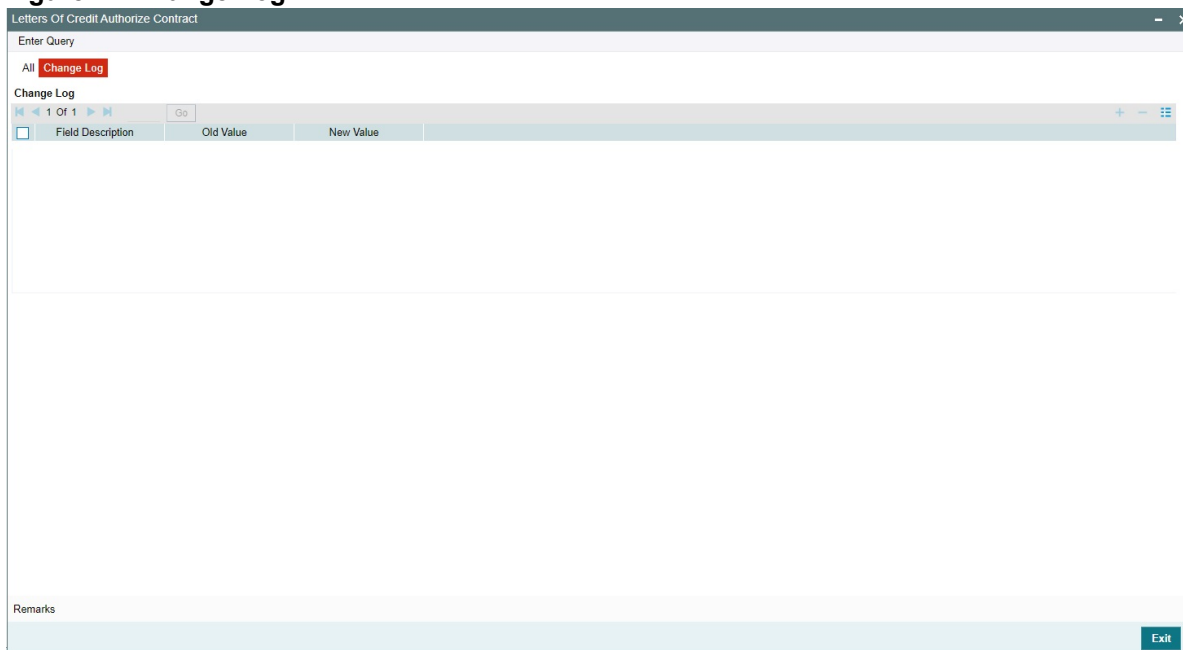 Letters Of Credit Authorize Contract
Enter Query
All Change Log
Change Log
1 Of 1 Go
Field Description Old Value New Value
Remarks
Exit